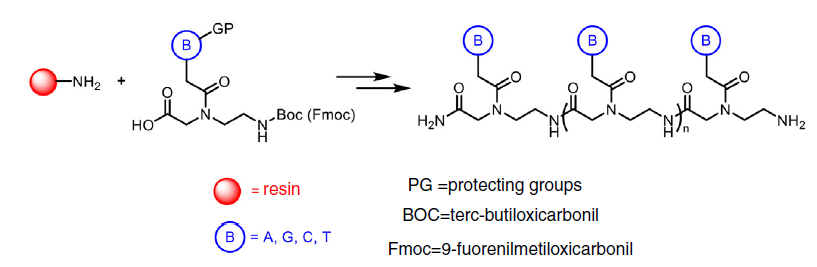 GP
B
NH2 + O O
HO N N H Boc (Fmoc)
B B B
O O O O O O
H2N N N H ( N N H )n N NH2
= resin
B = A, G, C, T
PG =protecting groups
BOC=terc-butiloxicarbonil
Fmoc=9-fuorenilmetiloxicarbonil